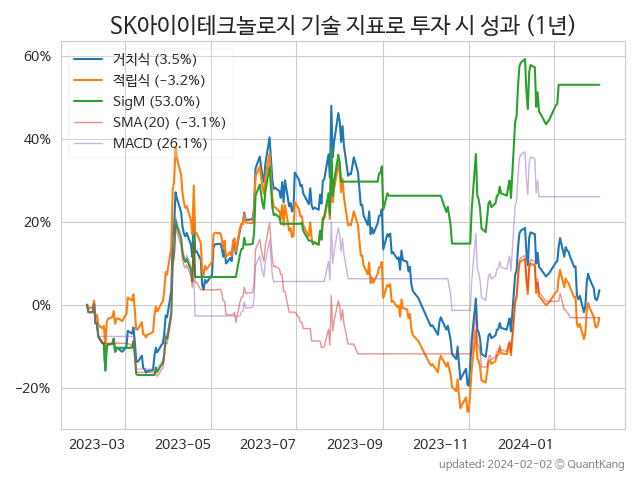 SK아이이테크놀로지 기술 지표로 투자 시 성과 (1년)
거치식 (3.5%)
적립식 (−3.2%)
SigM (53.0%)
SMA(20) (−3.1%)
MACD (26.1%)
60%
40%
20%
0%
−20%
2023-03 2023-05 2023-07 2023-09 2023-11 2024-01
updated: 2024-02-02 © QuantKang